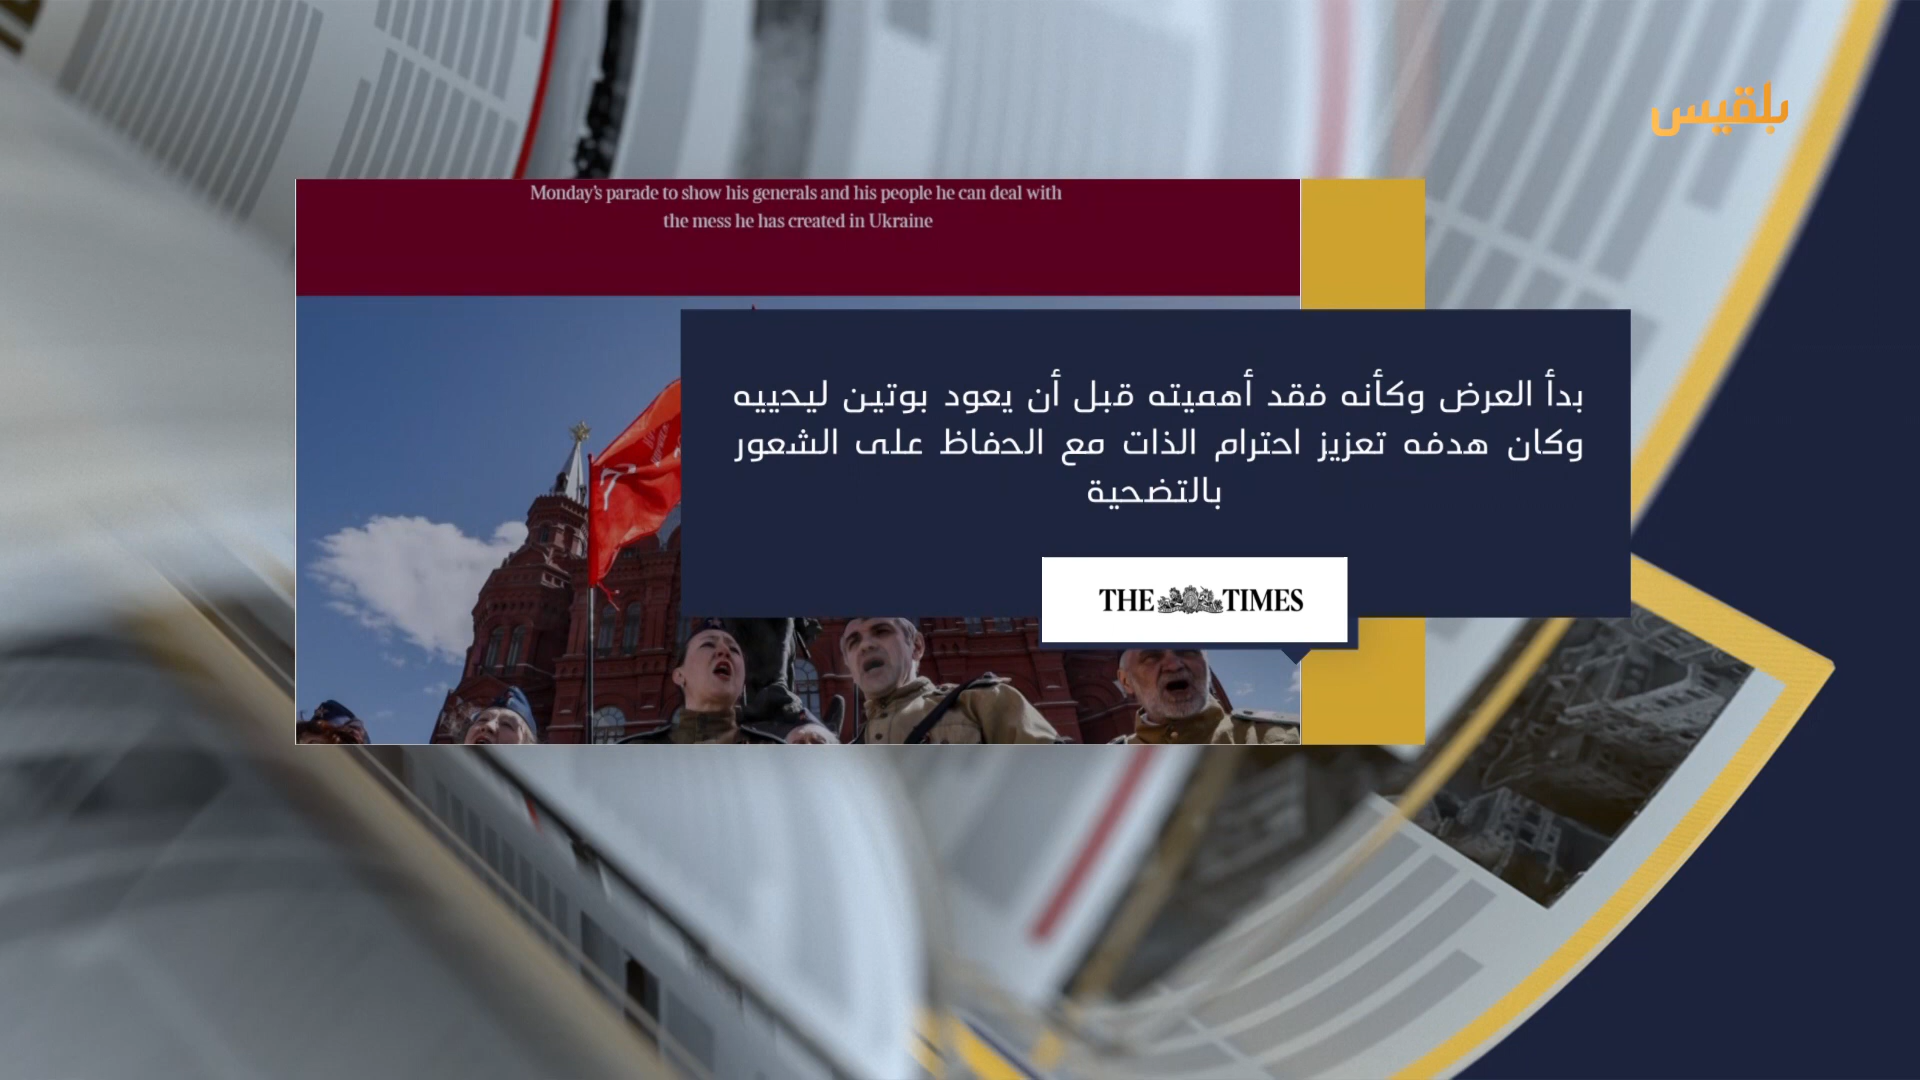 بلقيس
Monday's parade to show his generals and his people he can deal with
the mess he has created in Ukraine
بدأ العرض وكأنه فقد أهميته قبل أن يعود بوتين ليحييه
وكان هدفه تعزيز احترام الذات مع الحفاظ على الشعور
بالتضحية
THE TIMES